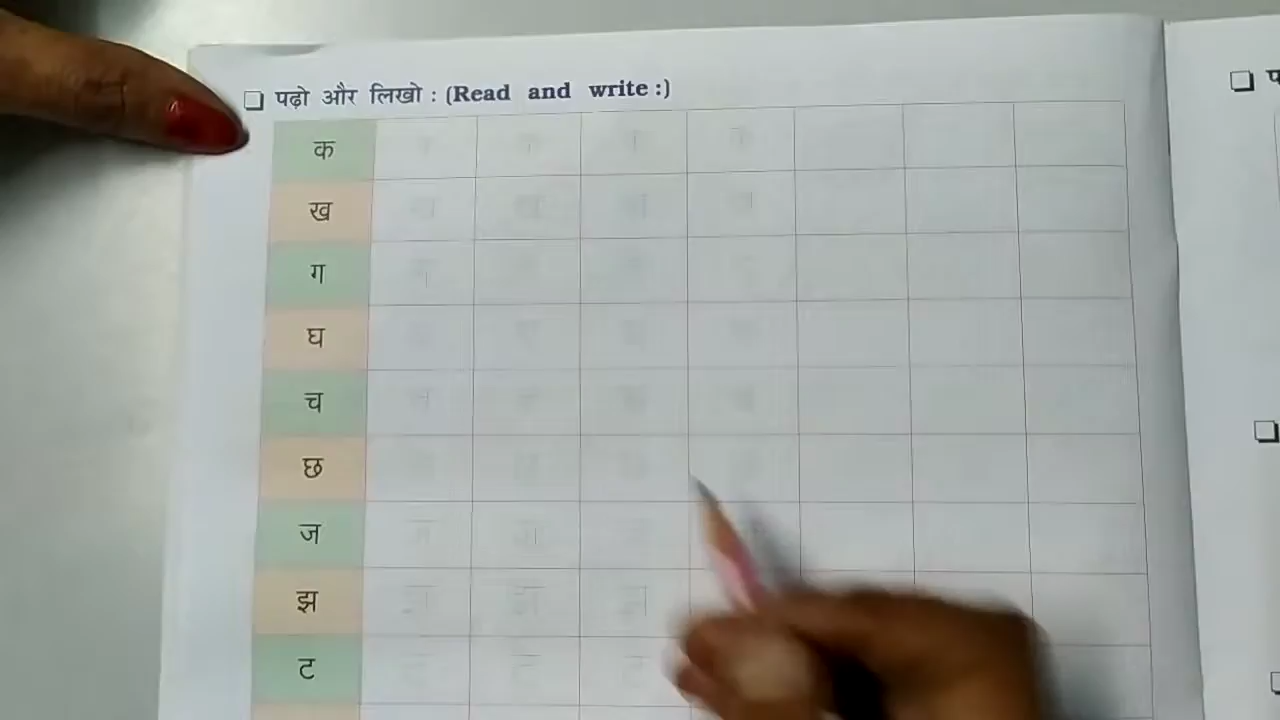 ❑ पढ़ो और लिखो : (Read and write :)
क
ख
ग
घ
च
छ
ज
झ
ट